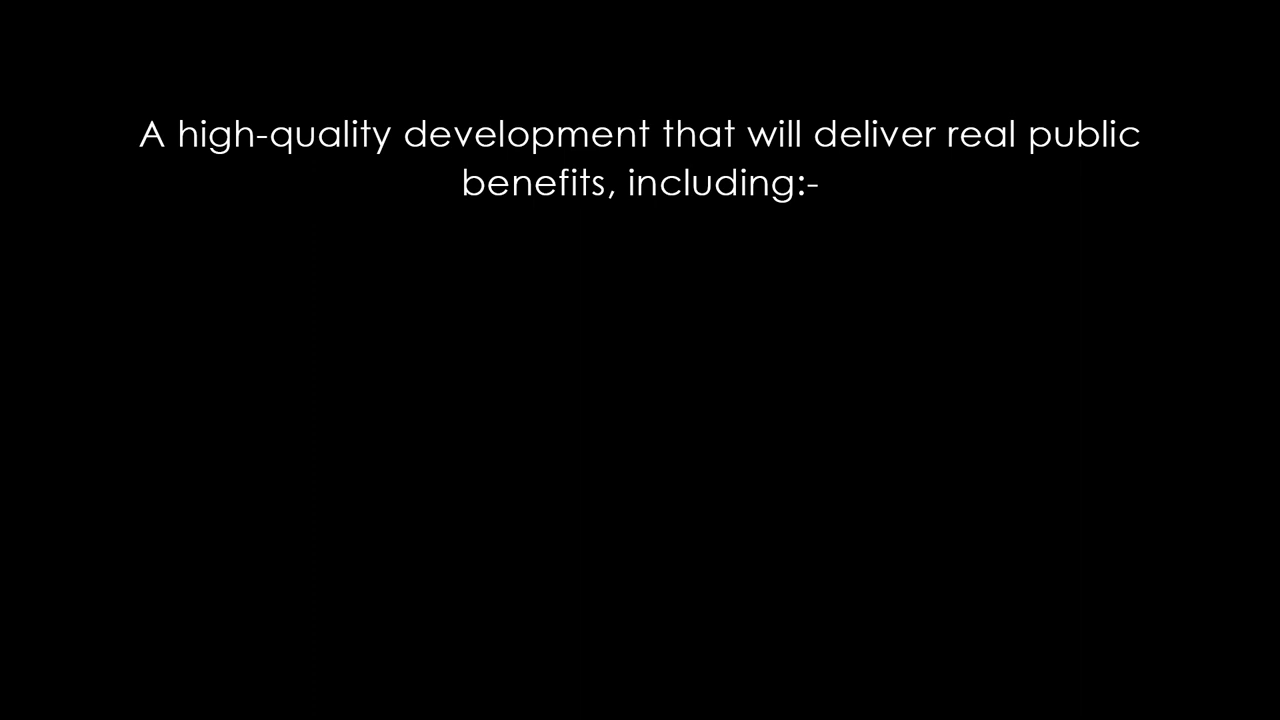 A high-quality development that will deliver real public
benefits, including:-